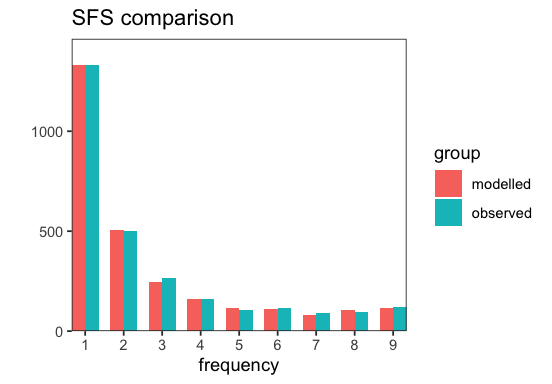 SFS comparison
1000
500
0
1 2 3 4 5 6 7 8 9
frequency
group
modelled
observed